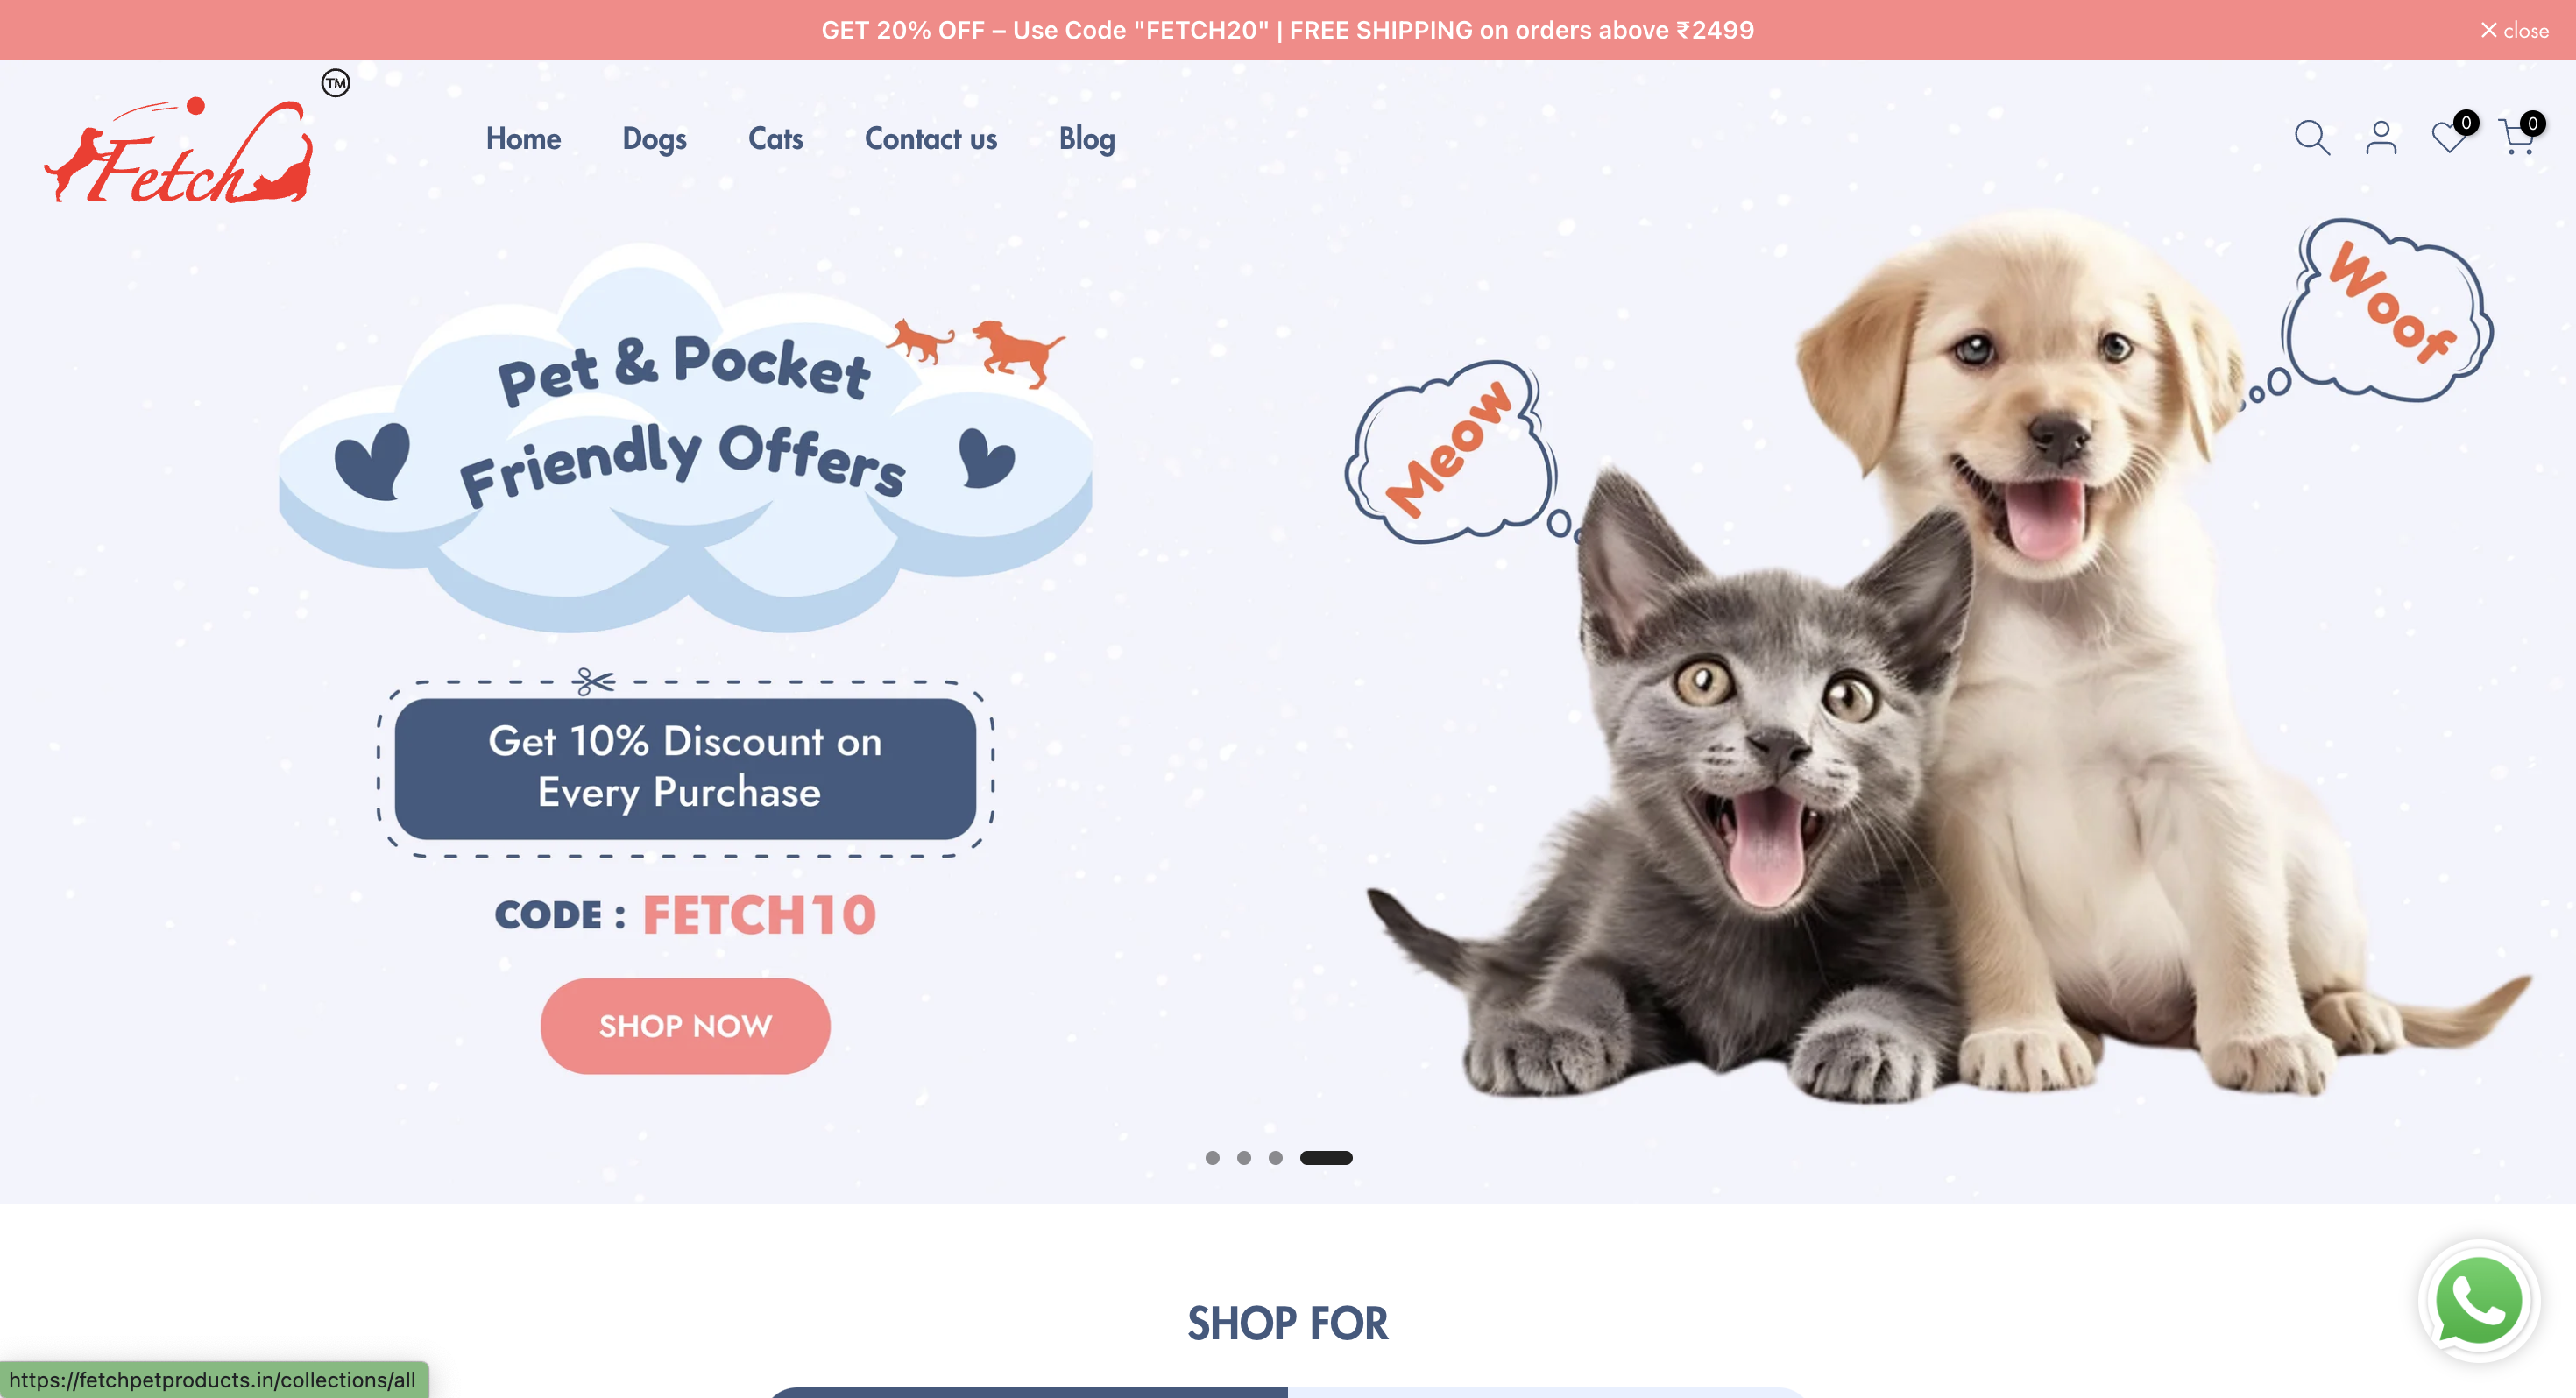 GET 20% OFF – Use Code "FETCH20" | FREE SHIPPING on orders above ₹2499
close
TM
Fetch
Home
Dogs
Cats
Contact us
Blog
0
0
Pet & Pocket
Friendly Offers
Get 10% Discount on
Every Purchase
CODE : FETCH10
SHOP NOW
Meow
Woof
SHOP FOR
https://fetchpetproducts.in/collections/all